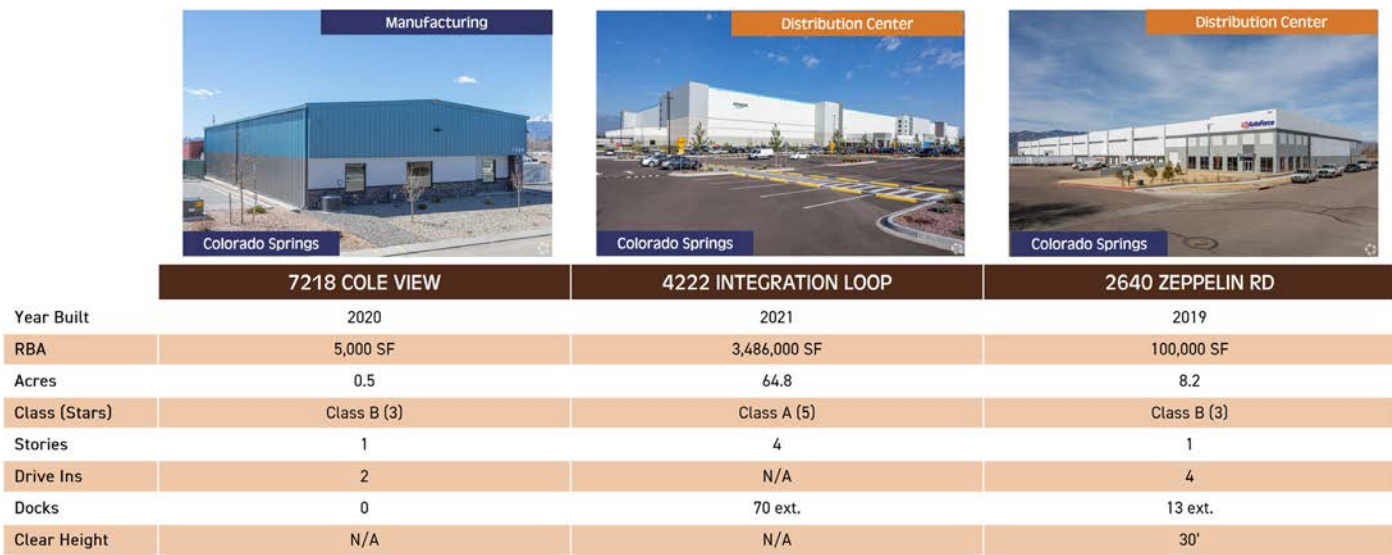 Manufacturing
Distribution Center
Distribution Center
amazon
AutoForce
Colorado Springs
Colorado Springs
Colorado Springs
7218 COLE VIEW 4222 INTEGRATION LOOP 2640 ZEPPELIN RD
Year Built 2020 2021 2019
RBA 5,000 SF 3,486,000 SF 100,000 SF
Acres 0.5 64.8 8.2
Class (Stars) Class B (3) Class A (5) Class B (3)
Stories 1 4 1
Drive Ins 2 N/A 4
Docks 0 70 ext. 13 ext.
Clear Height N/A N/A 30'